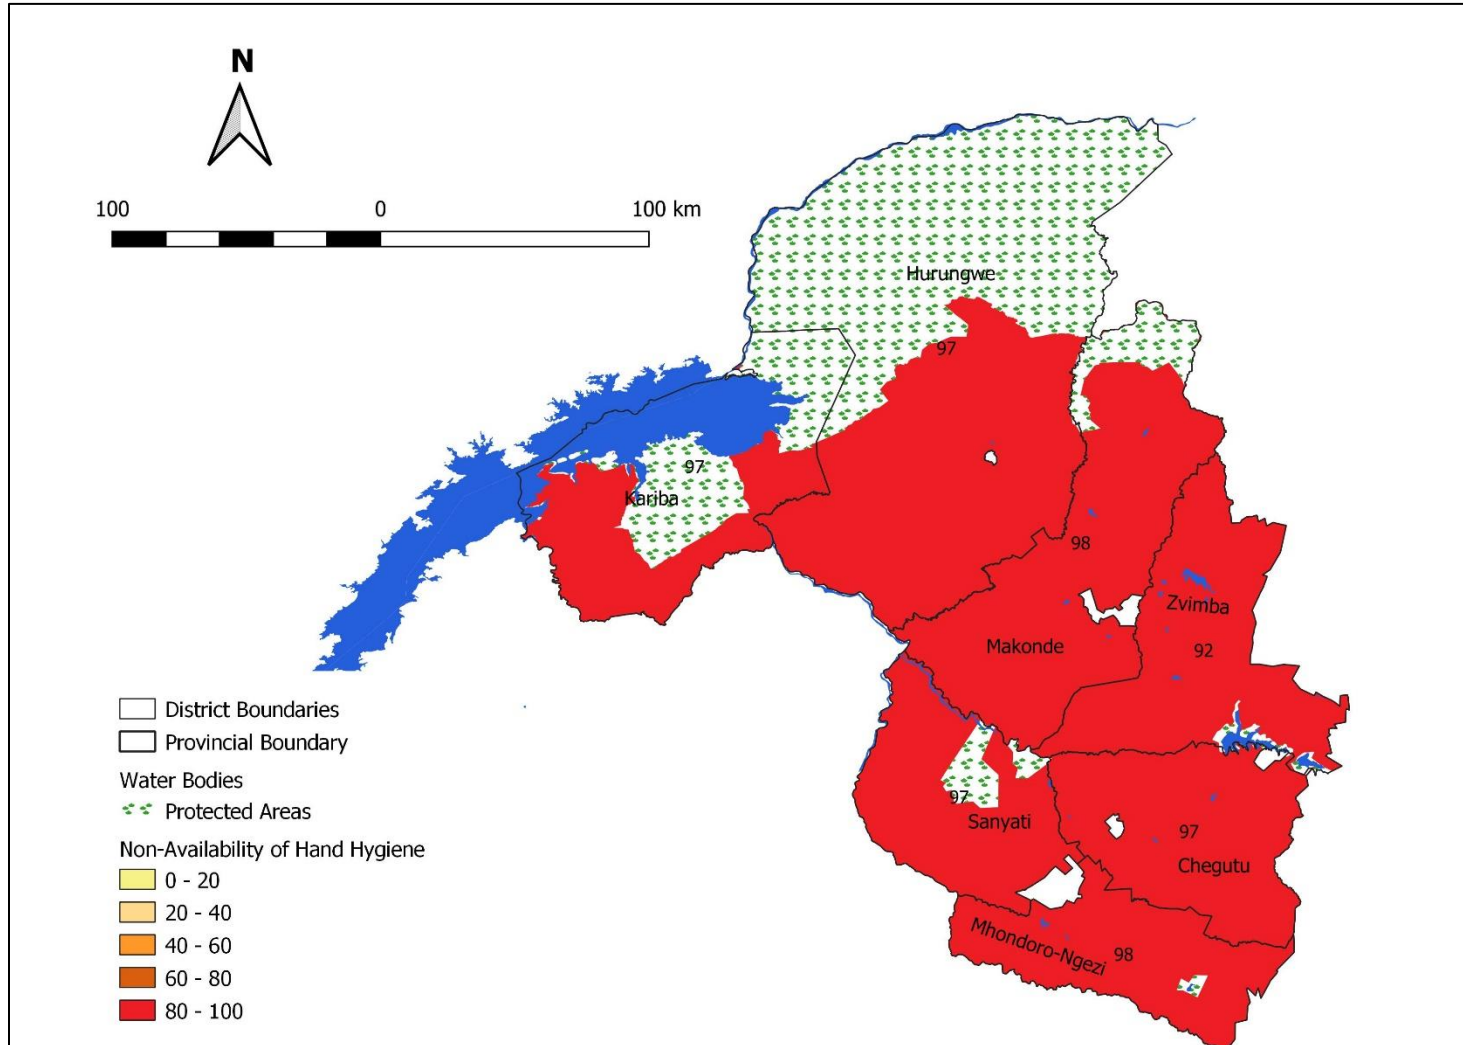 N
100 0 100 km
Hurungwe
97
97
Kariba
98
Zvimba
Makonde
92
97
Sanyati
97
Chegutu
Mhondoro-Ngezi
98
District Boundaries
Provincial Boundary
Water Bodies
Protected Areas
Non-Availability of Hand Hygiene
0 - 20
20 - 40
40 - 60
60 - 80
80 - 100